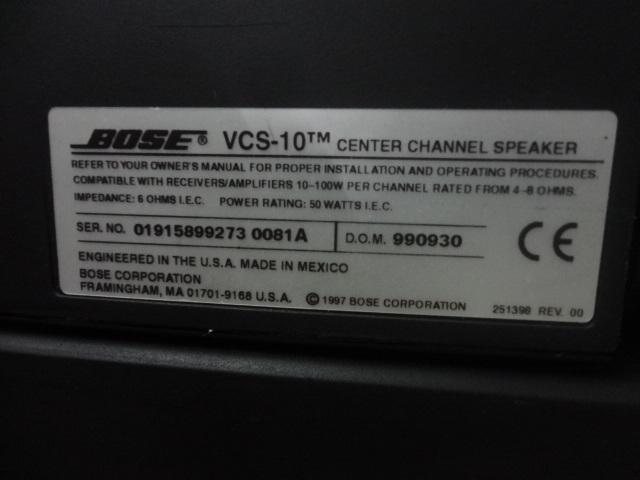 BOSE® VCS-10™ CENTER CHANNEL SPEAKER
REFER TO YOUR OWNER'S MANUAL FOR PROPER INSTALLATION AND OPERATING PROCEDURES.
COMPATIBLE WITH RECEIVERS/AMPLIFIERS 10-100W PER CHANNEL RATED FROM 4-8 OHMS.
IMPEDANCE: 6 OHMS I.E.C. POWER RATING: 50 WATTS I.E.C.
SER. NO. 01915899273 0081A D.O.M. 990930 CE
ENGINEERED IN THE U.S.A. MADE IN MEXICO
BOSE CORPORATION
FRAMINGHAM, MA 01701-9168 U.S.A. © 1997 BOSE CORPORATION 251398 REV. 00